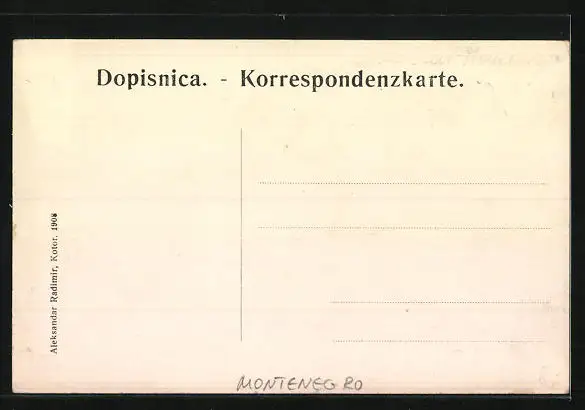 Dopisnica. - Korrespondenzkarte.
Aleksandar Radimir, Kotor. 1908
MONTENEGRO